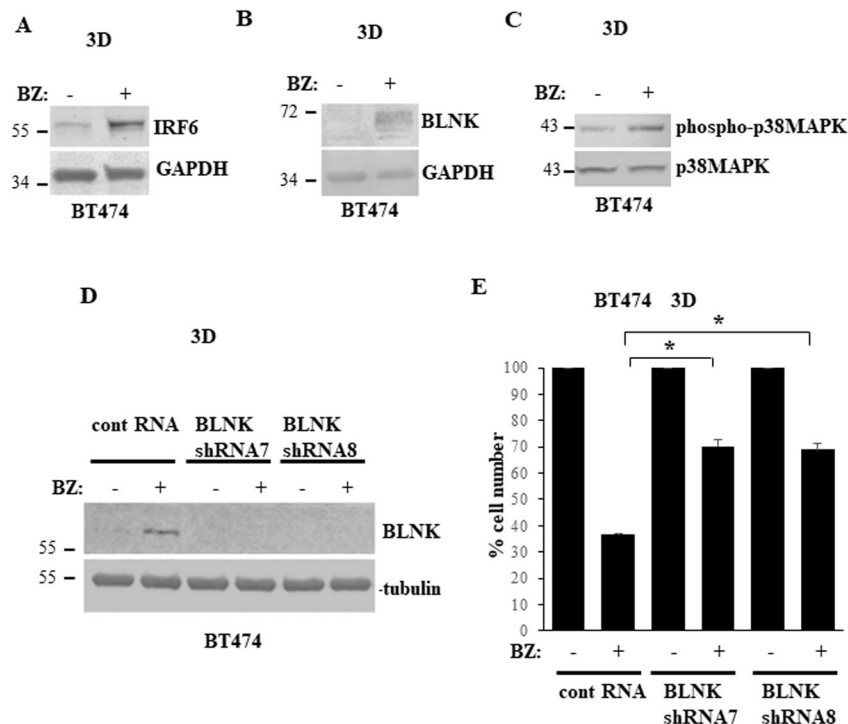 A
3D
BZ: - +
55
IRF6
34
GAPDH
BT474
B
3D
BZ: - +
72
BLNK
34
GAPDH
C
3D
BZ: - +
43
phospho-p38MAPK
43
p38MAPK
BT474
D
3D
cont RNA BLNK shRNA7 BLNK shRNA8
BZ: - + - + - +
BLNK
55
55
-tubulin
BT474
E
BT474 3D
*
*
100
90
80
70
60
50
40
30
20
10
0
% cell number
BZ: - + - + - +
cont RNA BLNK BLNK
shRNA7 shRNA8